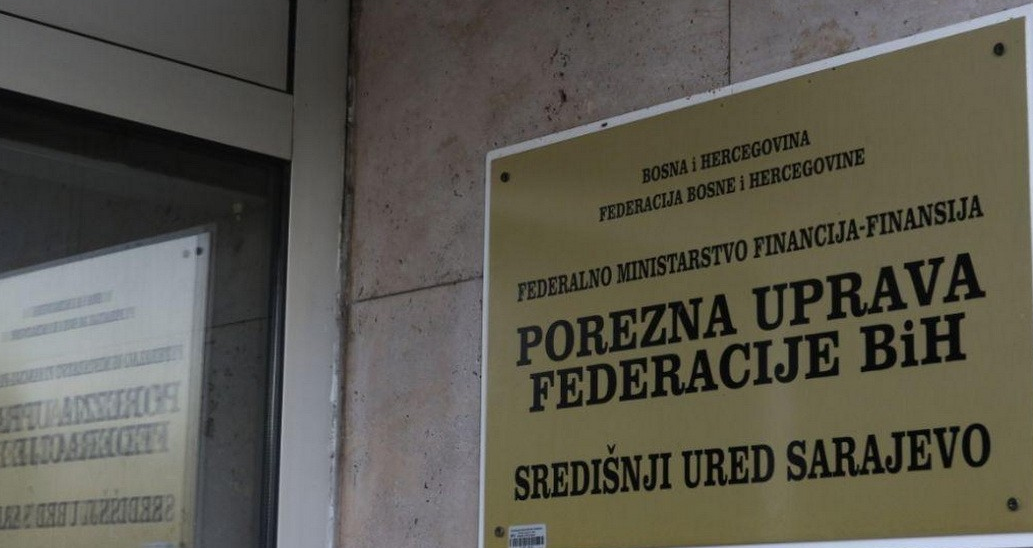 BOSNA i HERCEGOVINA
FEDERACIJA BOSNE i HERCEGOVINE
FEDERALNO MINISTARSTVO FINANCIJA-FINANSIJA
POREZNA UPRAVA
FEDERACIJE BiH
SREDIŠNJI URED SARAJEVO